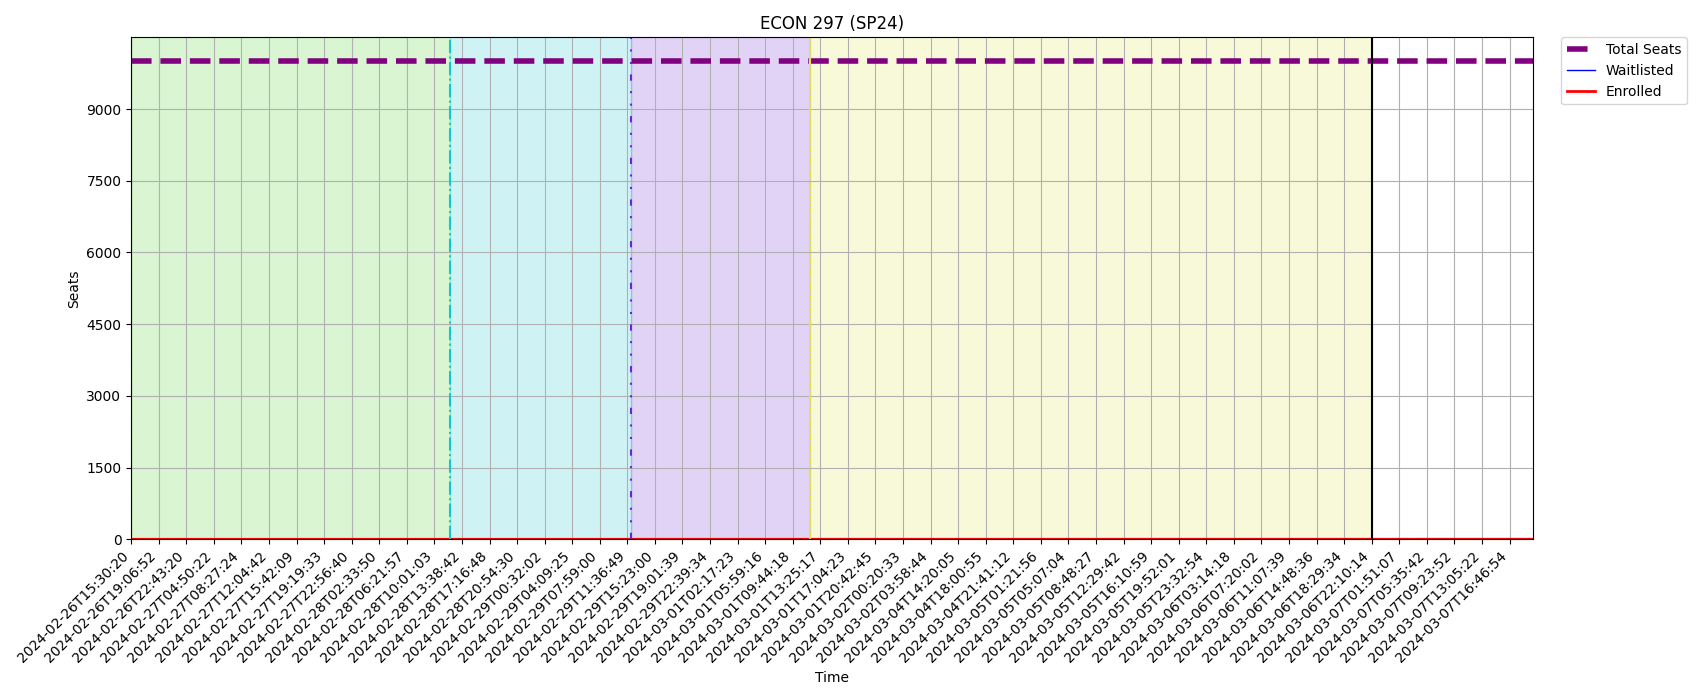 ECON 297 (SP24)
Total Seats
Waitlisted
Enrolled
9000
7500
6000
4500
3000
1500
0
Seats
2024-02-26T15:30:20
2024-02-26T19:06:52
2024-02-26T22:43:20
2024-02-27T04:50:22
2024-02-27T08:27:24
2024-02-27T12:04:42
2024-02-27T15:42:09
2024-02-27T19:19:33
2024-02-27T22:56:40
2024-02-28T02:33:50
2024-02-28T06:21:57
2024-02-28T10:01:03
2024-02-28T13:38:42
2024-02-28T17:16:48
2024-02-28T20:54:30
2024-02-29T00:32:02
2024-02-29T04:09:25
2024-02-29T07:59:00
2024-02-29T11:36:49
2024-02-29T15:23:00
2024-02-29T19:01:39
2024-02-29T22:39:34
2024-03-01T02:17:23
2024-03-01T05:59:16
2024-03-01T09:44:18
2024-03-01T13:25:17
2024-03-01T17:04:23
2024-03-01T20:42:45
2024-03-02T00:20:33
2024-03-02T03:58:44
2024-03-04T14:20:05
2024-03-04T18:00:55
2024-03-04T21:41:12
2024-03-05T01:21:56
2024-03-05T05:07:04
2024-03-05T08:48:27
2024-03-05T12:29:42
2024-03-05T16:10:59
2024-03-05T19:52:01
2024-03-05T23:32:54
2024-03-06T03:14:18
2024-03-06T07:20:02
2024-03-06T11:07:39
2024-03-06T14:48:36
2024-03-06T18:29:34
2024-03-06T22:10:14
2024-03-07T01:51:07
2024-03-07T05:35:42
2024-03-07T09:23:52
2024-03-07T13:05:22
2024-03-07T16:46:54
Time